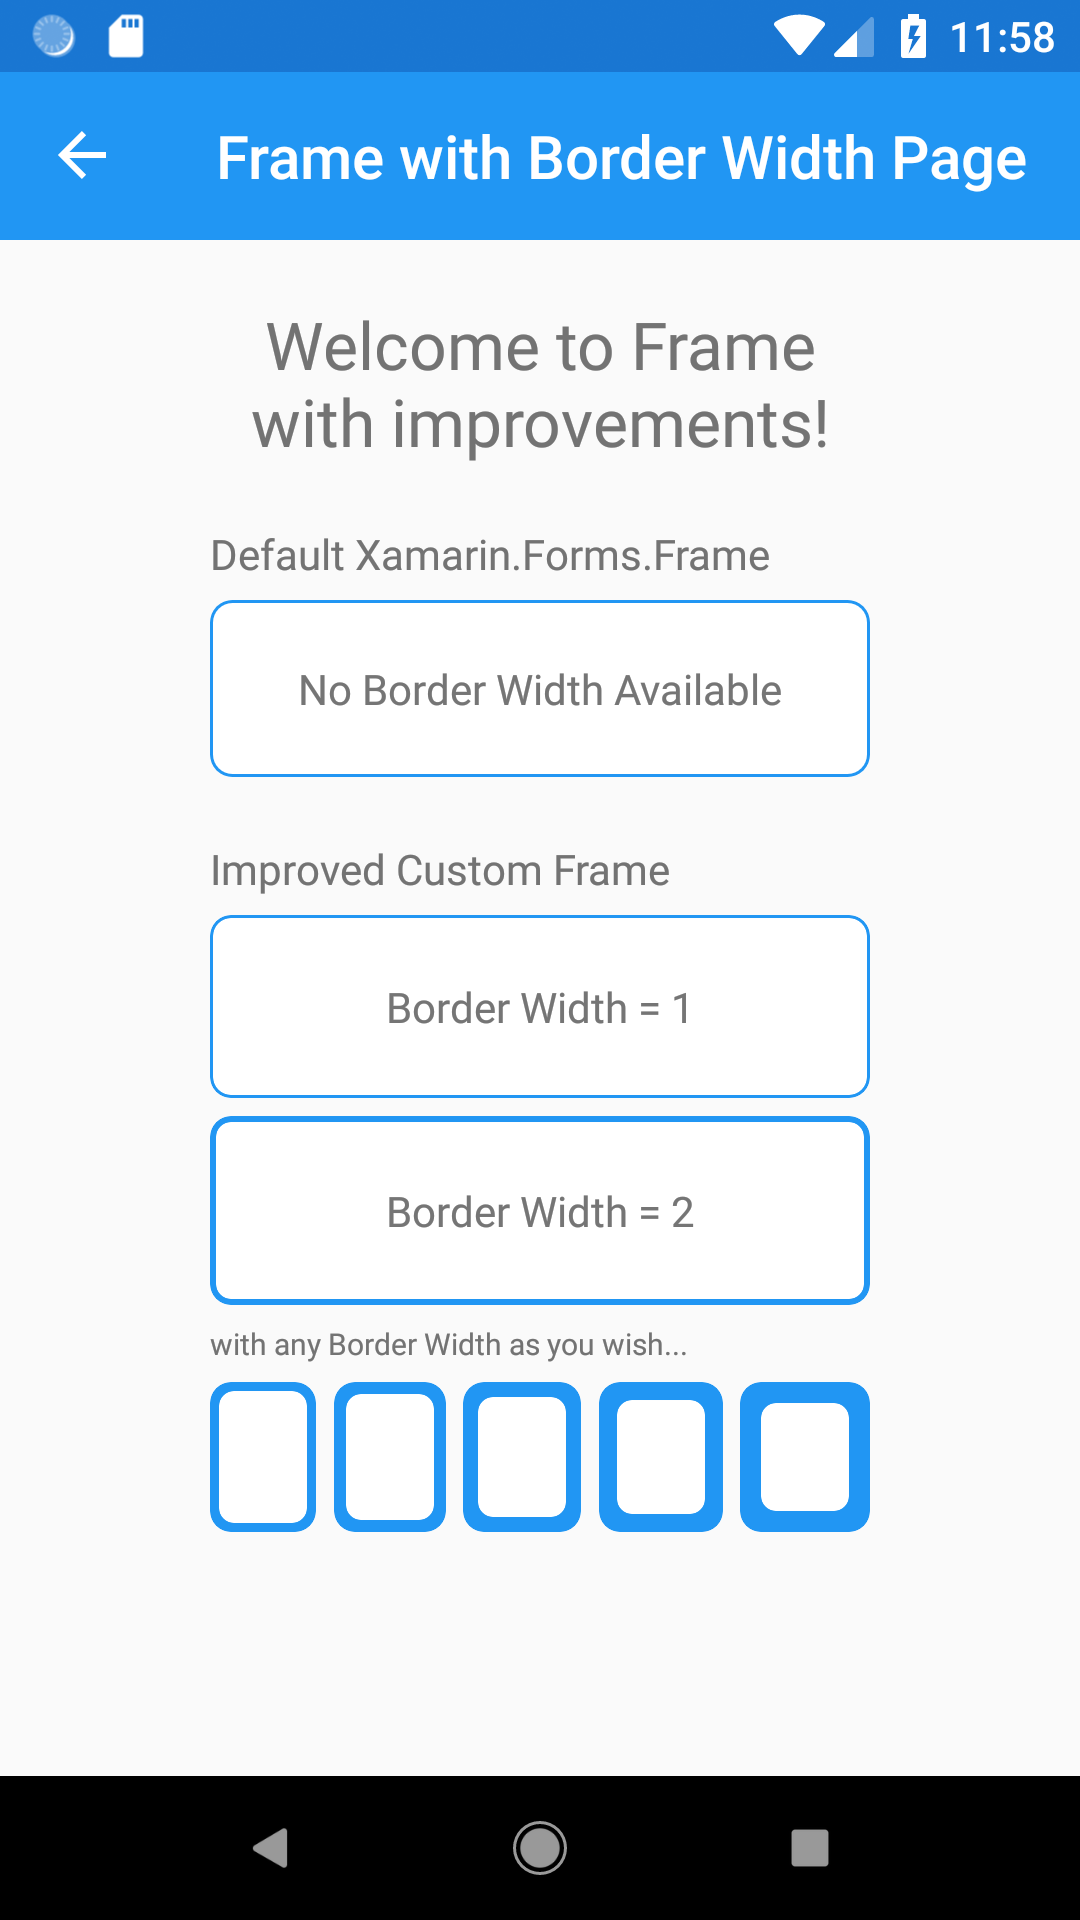 11:58
Frame with Border Width Page
Welcome to Frame
with improvements!
Default Xamarin.Forms.Frame
No Border Width Available
Improved Custom Frame
Border Width = 1
Border Width = 2
with any Border Width as you wish...